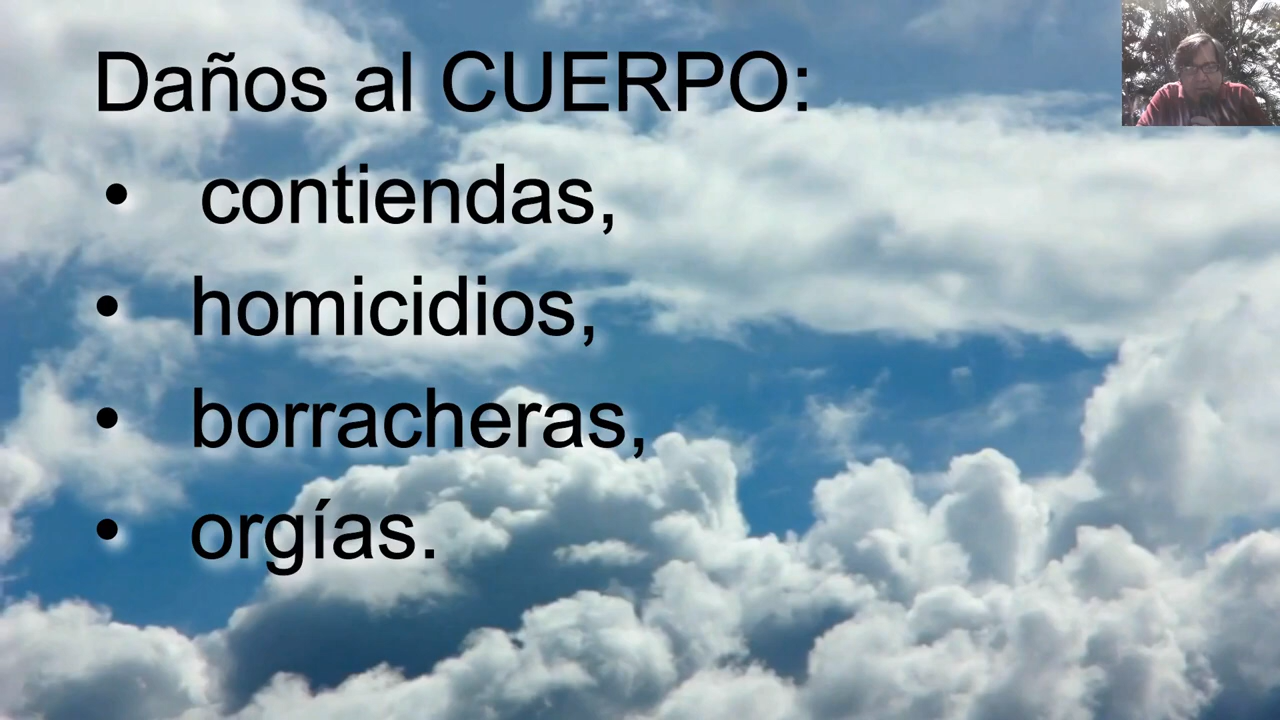 Daños al CUERPO:
• contiendas,
• homicidios,
• borracheras,
• orgías.